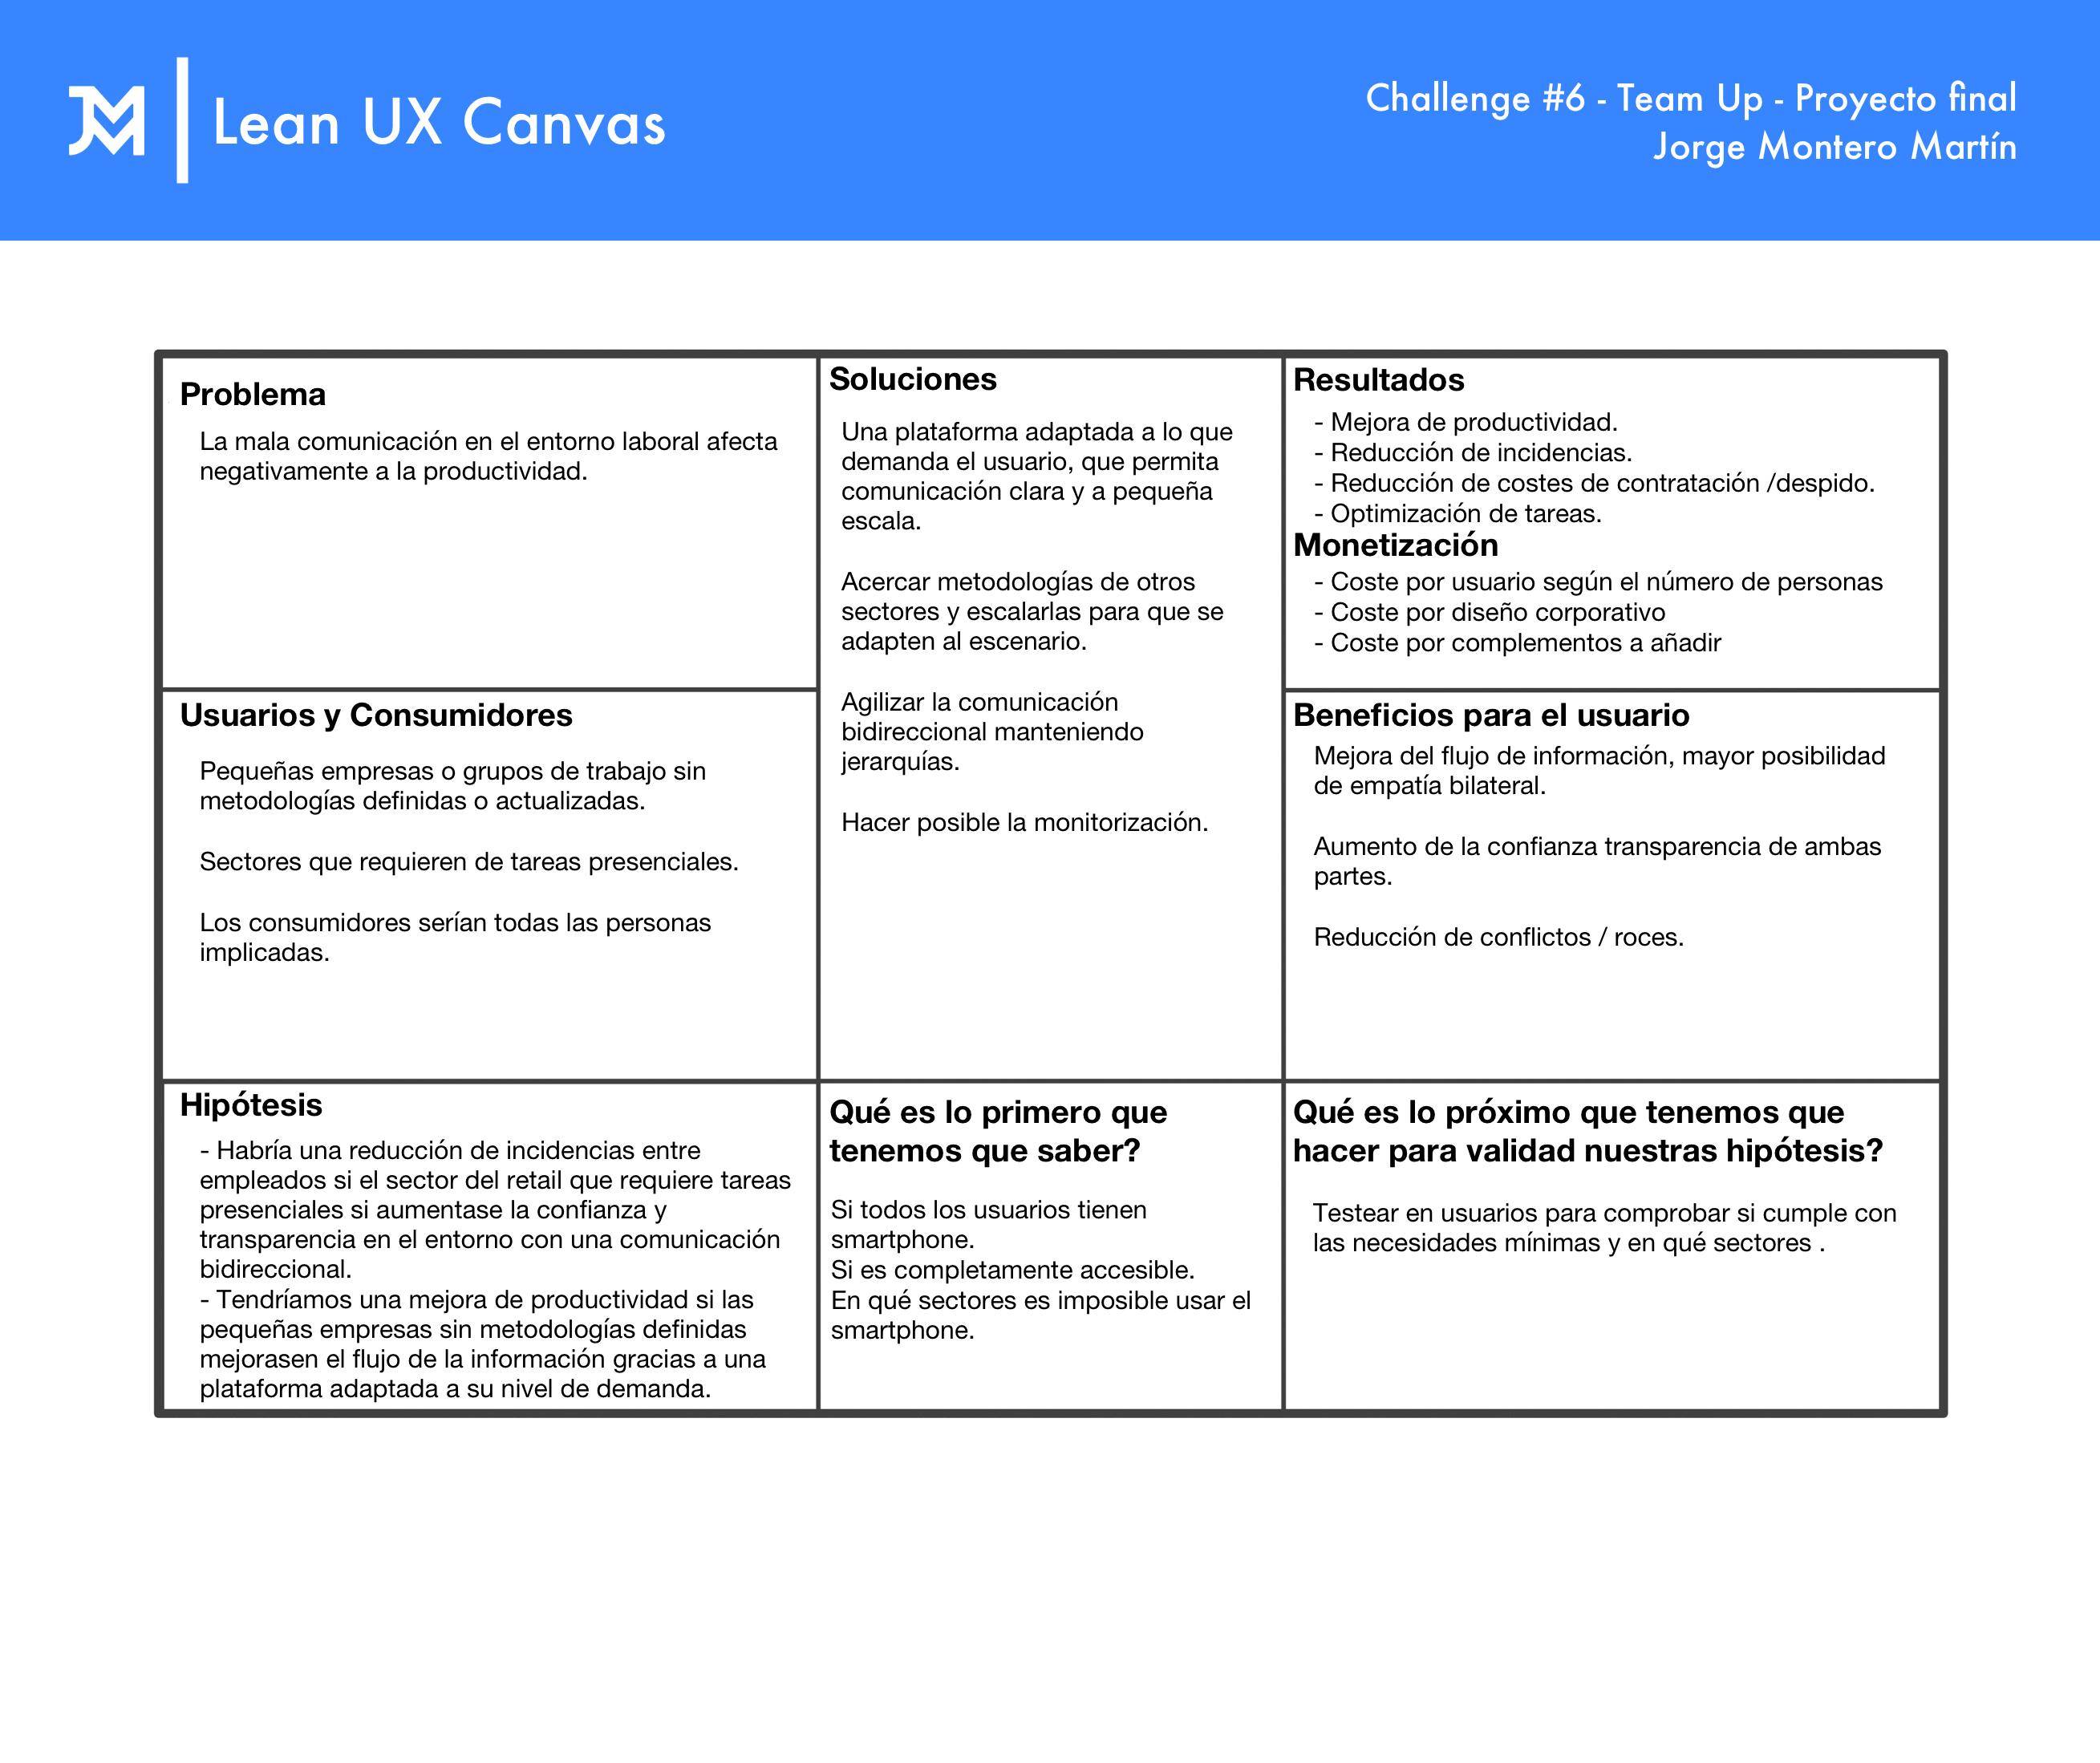 JM
Lean UX Canvas
Challenge #6 - Team Up - Proyecto final
Jorge Montero Martín
Problema
La mala comunicación en el entorno laboral afecta
negativamente a la productividad.
Usuarios y Consumidores
Pequeñas empresas o grupos de trabajo sin
metodologías definidas o actualizadas.
Sectores que requieren de tareas presenciales.
Los consumidores serían todas las personas
implicadas.
Soluciones
Una plataforma adaptada a lo que
demanda el usuario, que permita
comunicación clara y a pequeña
escala.
Acercar metodologías de otros
sectores y escalarlas para que se
adapten al escenario.
Agilizar la comunicación
bidireccional manteniendo
jerarquías.
Hacer posible la monitorización.
Resultados
- Mejora de productividad.
- Reducción de incidencias.
- Reducción de costes de contratación /despido.
- Optimización de tareas.
Monetización
- Coste por usuario según el número de personas
- Coste por diseño corporativo
- Coste por complementos a añadir
Beneficios para el usuario
Mejora del flujo de información, mayor posibilidad
de empatía bilateral.
Aumento de la confianza transparencia de ambas
partes.
Reducción de conflictos / roces.
Hipótesis
- Habría una reducción de incidencias entre
empleados si el sector del retail que requiere tareas
presenciales si aumentase la confianza y
transparencia en el entorno con una comunicación
bidireccional.
- Tendríamos una mejora de productividad si las
pequeñas empresas sin metodologías definidas
mejorasen el flujo de la información gracias a una
plataforma adaptada a su nivel de demanda.
Qué es lo primero que
tenemos que saber?
Si todos los usuarios tienen
smartphone.
Si es completamente accesible.
En qué sectores es imposible usar el
smartphone.
Qué es lo próximo que tenemos que
hacer para validad nuestras hipótesis?
Testear en usuarios para comprobar si cumple con
las necesidades mínimas y en qué sectores .